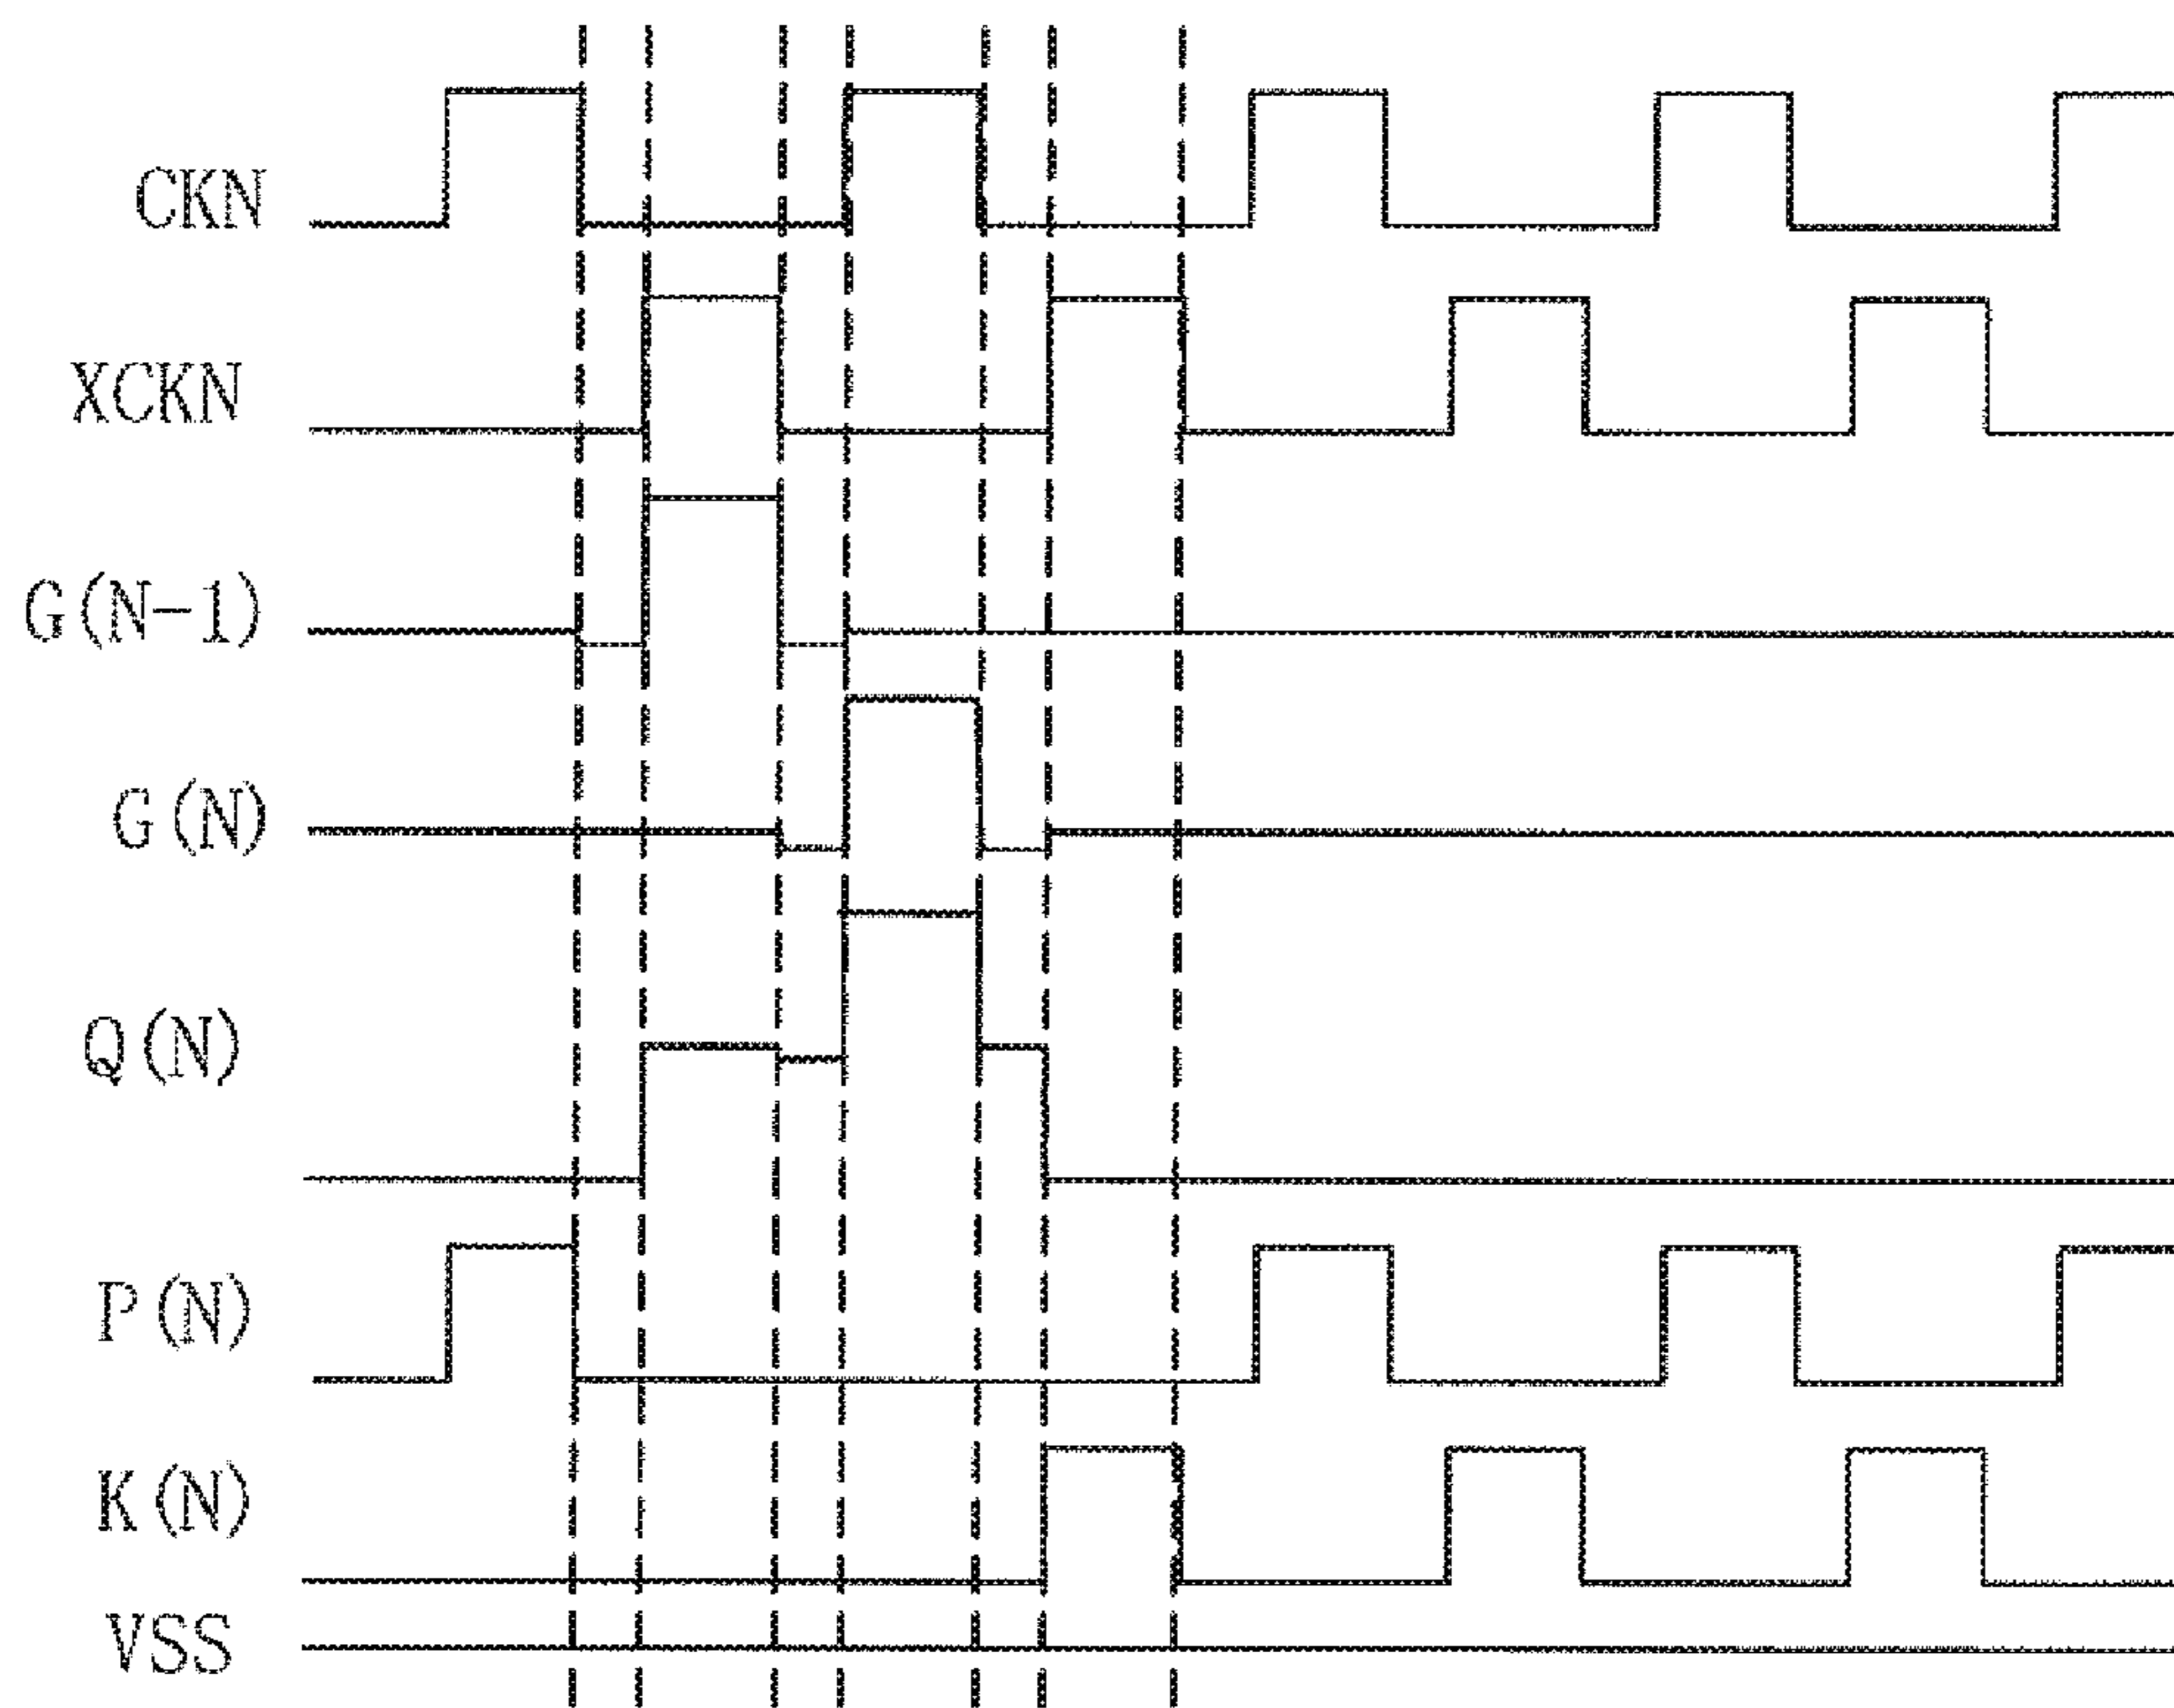 CKN
XCKN
G(N-1)
G(N)
Q(N)
P(N)
K(N)
VSS